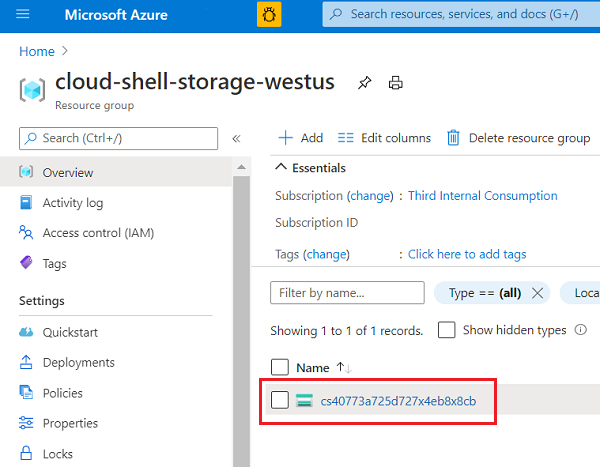 Microsoft Azure
Search resources, services, and docs (G+/)
Home
cloud-shell-storage-westus
Resource group
Search (Ctrl+/)
Overview
Activity log
Access control (IAM)
Tags
Settings
Quickstart
Deployments
Policies
Properties
Locks
Add Edit columns Delete resource group
Essentials
Subscription (change) : Third Internal Consumption
Subscription ID
Tags (change) : Click here to add tags
Filter by name... Type == (all) Loca
Showing 1 to 1 of 1 records. Show hidden types
Name
cs40773a725d727x4eb8x8cb